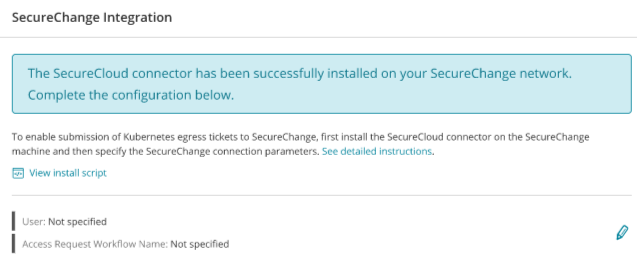 SecureChange Integration
The SecureCloud connector has been successfully installed on your SecureChange network.
Complete the configuration below.
To enable submission of Kubernetes egress tickets to SecureChange, first install the SecureCloud connector on the SecureChange
machine and then specify the SecureChange connection parameters. See detailed instructions.
View install script
User: Not specified
Access Request Workflow Name: Not specified